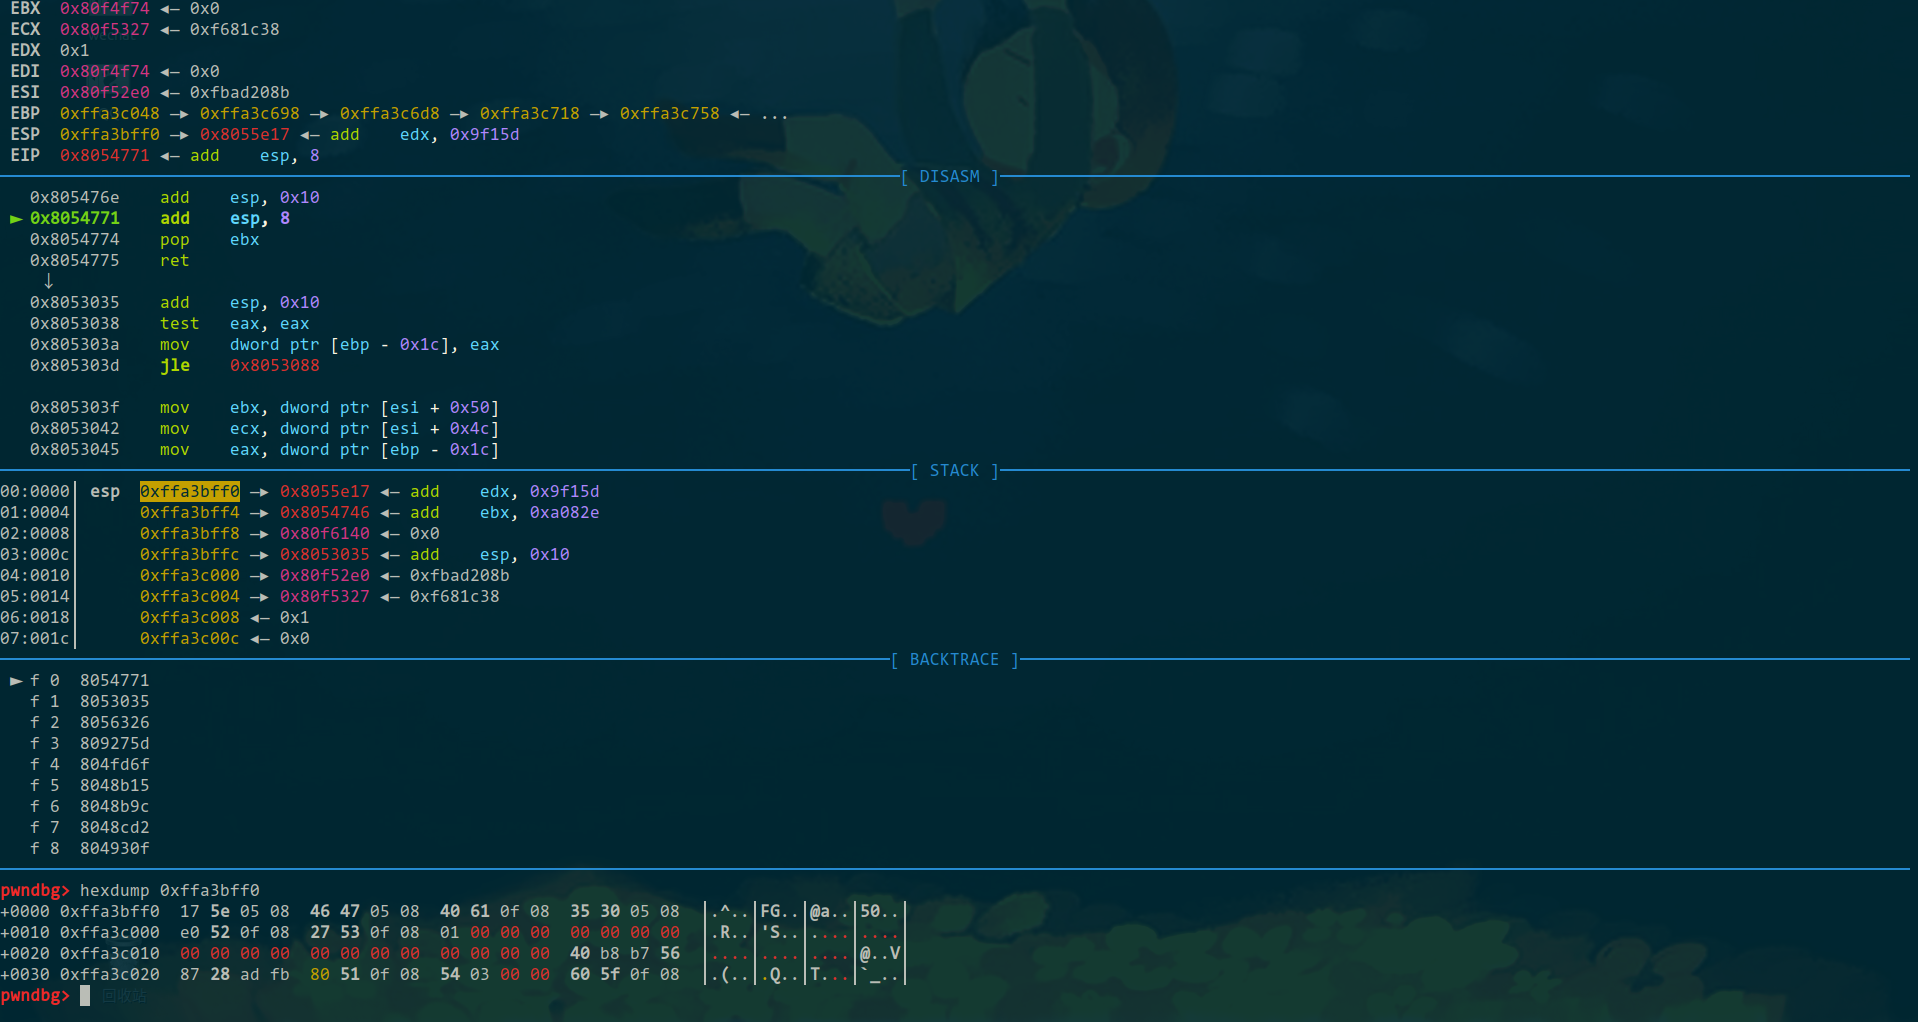 EBX  0x80f4f74 ◂— 0x0
ECX  0x80f5327 ◂— 0xf681c38
EDX  0x1
EDI  0x80f4f74 ◂— 0x0
ESI  0x80f52e0 ◂— 0xfbad208b
EBP  0xffa3c048 —▸ 0xffa3c698 —▸ 0xffa3c6d8 —▸ 0xffa3c718 —▸ 0xffa3c758 ◂— ...
ESP  0xffa3bff0 —▸ 0x8055e17 ◂— add    edx, 0x9f15d
EIP  0x8054771 ◂— add    esp, 8
[ DISASM ]
0x805476e    add    esp, 0x10
► 0x8054771    add    esp, 8
0x8054774    pop    ebx
0x8054775    ret
↓
0x8053035    add    esp, 0x10
0x8053038    test   eax, eax
0x805303a    mov    dword ptr [ebp - 0x1c], eax
0x805303d    jle    0x8053088
0x805303f    mov    ebx, dword ptr [esi + 0x50]
0x8053042    mov    ecx, dword ptr [esi + 0x4c]
0x8053045    mov    eax, dword ptr [ebp - 0x1c]
[ STACK ]
00:0000│ esp  0xffa3bff0 —▸ 0x8055e17 ◂— add    edx, 0x9f15d
01:0004│      0xffa3bff4 —▸ 0x8054746 ◂— add    ebx, 0xa082e
02:0008│      0xffa3bff8 —▸ 0x80f6140 ◂— 0x0
03:000c│      0xffa3bffc —▸ 0x8053035 ◂— add    esp, 0x10
04:0010│      0xffa3c000 —▸ 0x80f52e0 ◂— 0xfbad208b
05:0014│      0xffa3c004 —▸ 0x80f5327 ◂— 0xf681c38
06:0018│      0xffa3c008 ◂— 0x1
07:001c│      0xffa3c00c ◂— 0x0
[ BACKTRACE ]
► f 0  8054771
f 1  8053035
f 2  8056326
f 3  809275d
f 4  804fd6f
f 5  8048b15
f 6  8048b9c
f 7  8048cd2
f 8  804930f
pwndbg> hexdump 0xffa3bff0
+0000 0xffa3bff0  17 5e 05 08  46 47 05 08  40 61 0f 08  35 30 05 08  │.^..│FG..│@a..│50..│
+0010 0xffa3c000  e0 52 0f 08  27 53 0f 08  01 00 00 00  00 00 00 00  │.R..│'S..│....│....│
+0020 0xffa3c010  00 00 00 00  00 00 00 00  00 00 00 00  40 b8 b7 56  │....│....│....│@..V│
+0030 0xffa3c020  87 28 ad fb  80 51 0f 08  54 03 00 00  60 5f 0f 08  │.(..│.Q..│T...│`_..│
pwndbg> 回收站